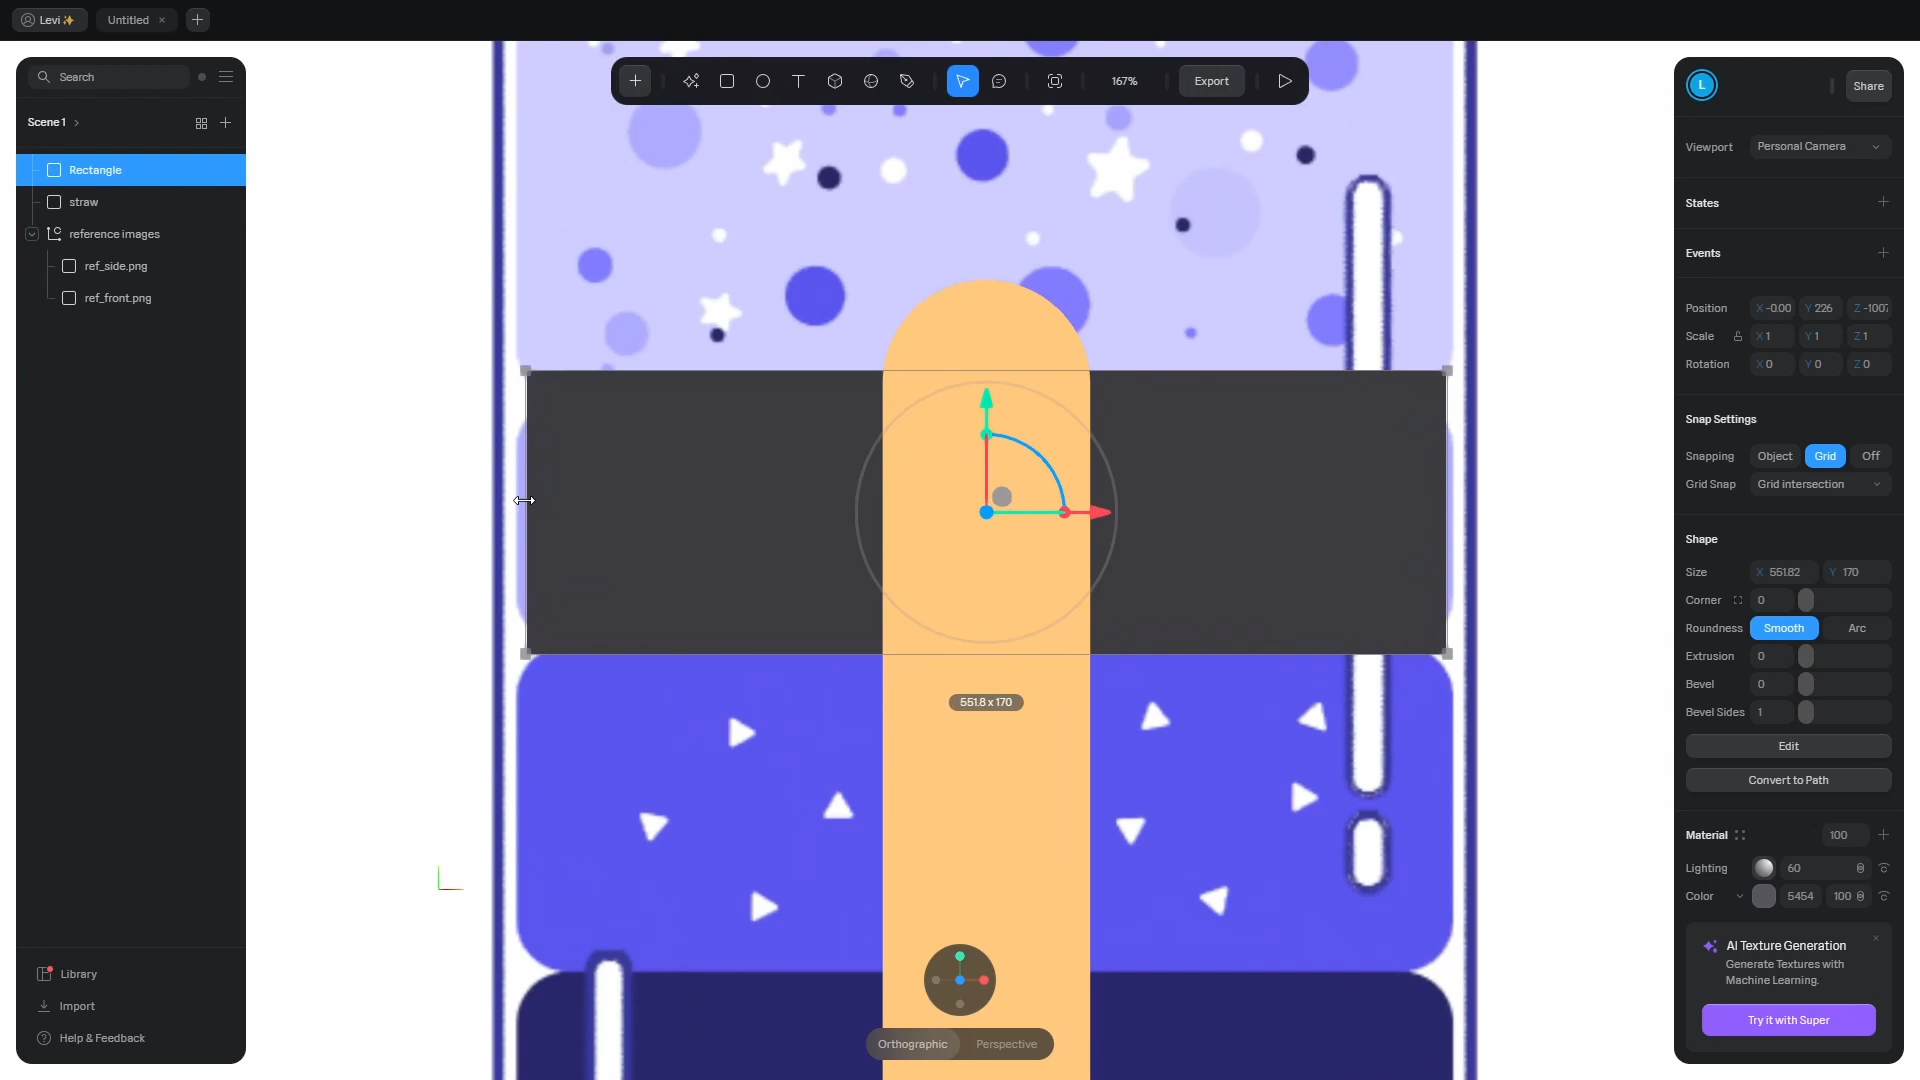 Levi✨
Untitled
Search
Scene 1
Rectangle
straw
reference images
ref_side.png
ref_front.png
Library
Import
Help & Feedback
167%
Export
551.8 x 170
Orthographic
Perspective
L
Share
Viewport Personal Camera
States
Events
Position X -0.00 Y 226 Z -1007
Scale X 1 Y 1 Z 1
Rotation X 0 Y 0 Z 0
Snap Settings
Snapping Object Grid Off
Grid Snap Grid intersection
Shape
Size X 551.82 Y 170
Corner 0
Roundness Smooth Arc
Extrusion 0
Bevel 0
Bevel Sides 1
Edit
Convert to Path
Material 100
Lighting 60
Color 5454 100
AI Texture Generation
Generate Textures with
Machine Learning.
Try it with Super